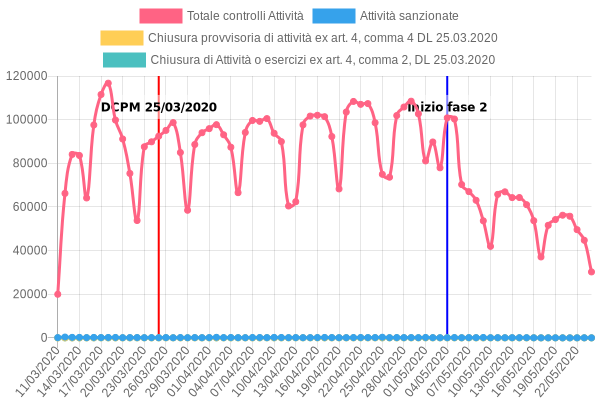 Totale controlli Attività Attività sanzionate
Chiusura provvisoria di attività ex art. 4, comma 4 DL 25.03.2020
Chiusura di Attività o esercizi ex art. 4, comma 2, DL 25.03.2020
120000
100000
80000
60000
40000
20000
0
DCPM 25/03/2020 Inizio fase 2
11/03/2020 14/03/2020 17/03/2020 20/03/2020 23/03/2020 26/03/2020 29/03/2020 01/04/2020 04/04/2020 07/04/2020 10/04/2020 13/04/2020 16/04/2020 19/04/2020 22/04/2020 25/04/2020 28/04/2020 01/05/2020 04/05/2020 07/05/2020 10/05/2020 13/05/2020 16/05/2020 19/05/2020 22/05/2020